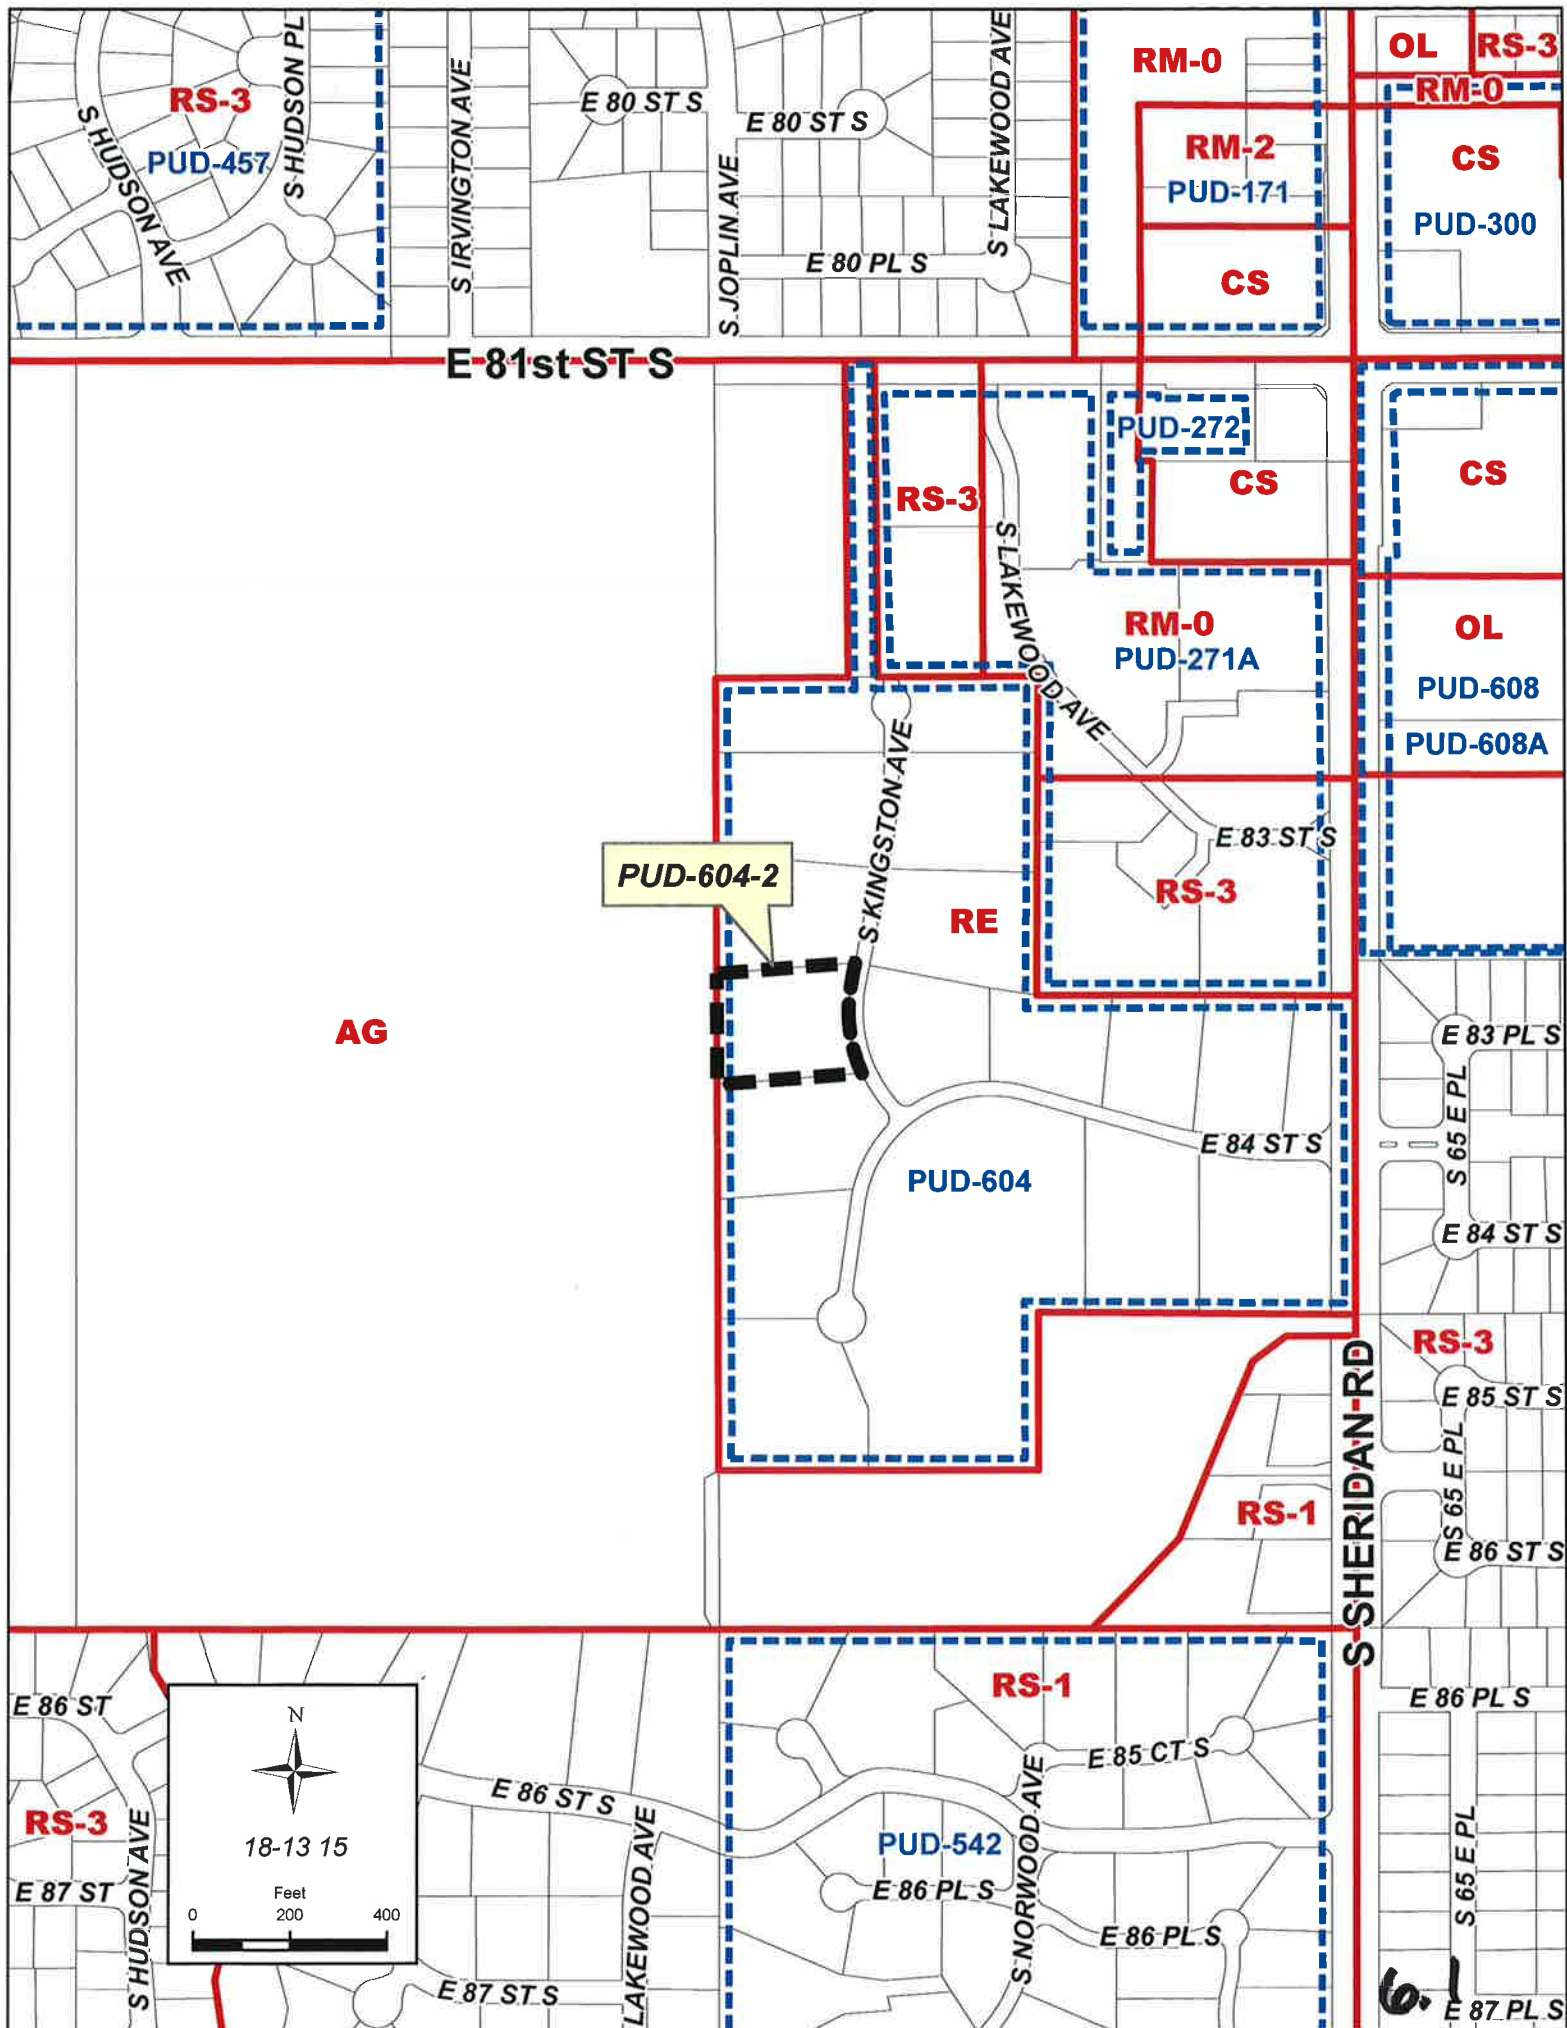 S HUDSON PL
S IRVINGTON AVE
S LAKEWOOD AVE
RM-0
OL
RS-3
RS-3
E 80 ST S
E 80 ST S
RM-0
S HUDSON AVE
PUD-457
S JOPLIN AVE
RM-2
PUD-171
CS
PUD-300
E 80 PL S
CS
E 81st ST S
PUD-272
RS-3
CS
CS
S LAKEWOOD AVE
RM-0
PUD-271A
OL
PUD-608
PUD-608A
S KINGSTON AVE
E 83 ST S
PUD-604-2
RS-3
RE
AG
E 83 PL S
S 65 E PL
E 84 ST S
PUD-604
E 84 ST S
RS-3
S SHERIDAN RD
E 85 ST S
S 65 E PL
RS-1
E 86 ST S
RS-1
E 86 ST
E 86 PL S
N
E 85 CT S
E 86 ST S
RS-3
S HUDSON AVE
18-13 15
LAKEWOOD AVE
PUD-542
S NORWOOD AVE
S 65 E PL
E 87 ST
Feet
0 200 400
E 86 PL S
E 86 PL S
E 87 ST S
6.1
E 87 PL S